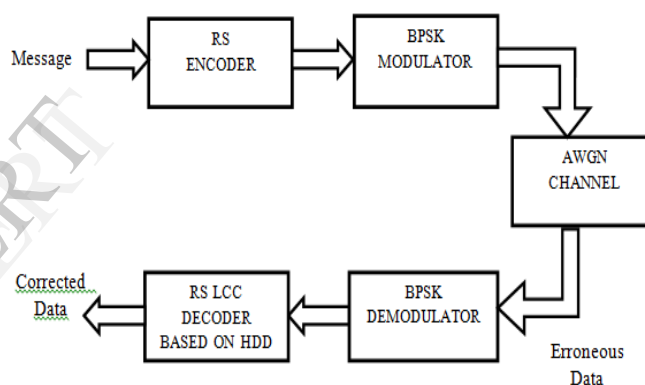 Message
RS
ENCODER
BPSK
MODULATOR
AWGN
CHANNEL
Corrected
Data
RS LCC
DECODER
BASED ON HDD
BPSK
DEMODULATOR
Erroneous
Data